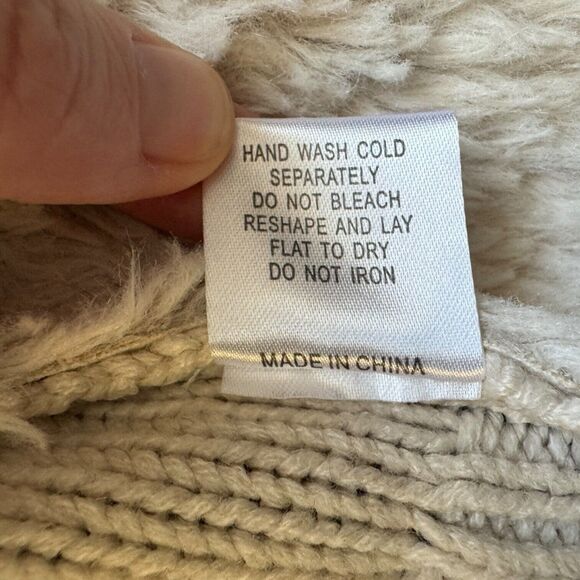 HAND WASH COLD
SEPARATELY
DO NOT BLEACH
RESHAPE AND LAY
FLAT TO DRY
DO NOT IRON
MADE IN CHINA